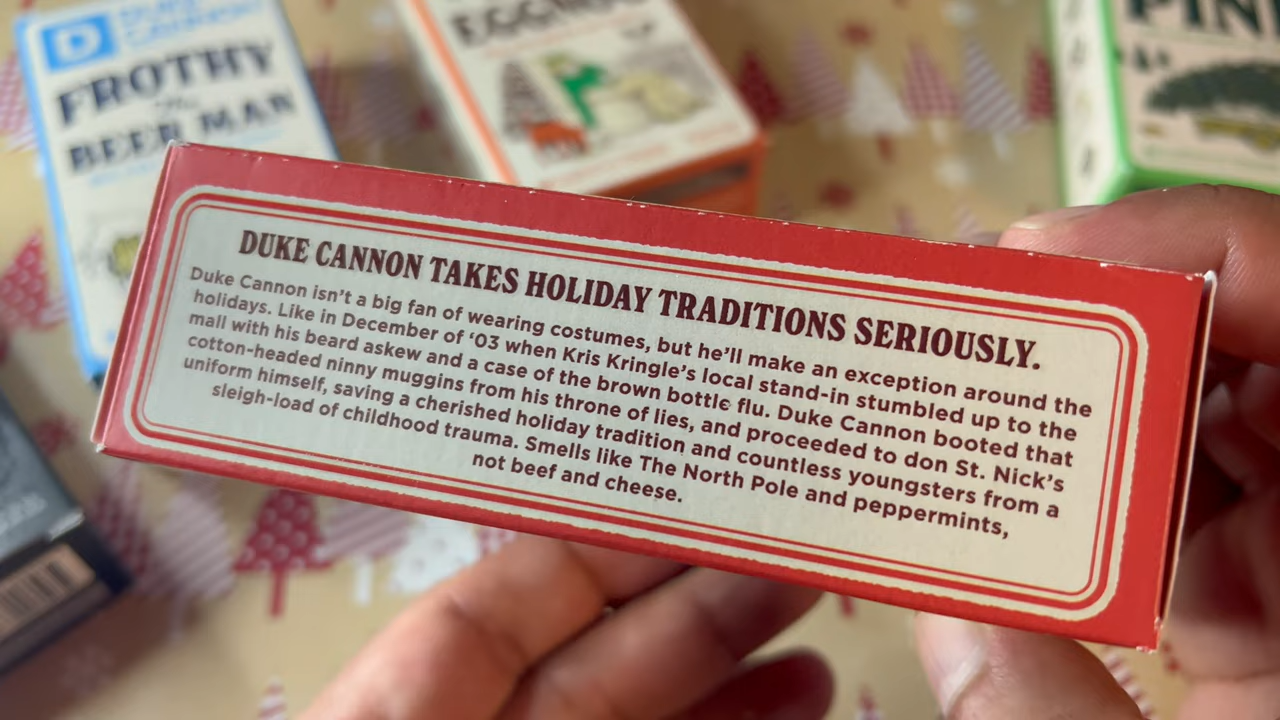 FROTHY
THE
BEER MAN
EGGNOG
DUKE CANNON TAKES HOLIDAY TRADITIONS SERIOUSLY.
Duke Cannon isn't a big fan of wearing costumes, but he'll make an exception around the
holidays. Like in December of '03 when Kris Kringle's local stand-in stumbled up to the
mall with his beard askew and a case of the brown bottle flu. Duke Cannon booted that
cotton-headed ninny muggins from his throne of lies, and proceeded to don St. Nick's
uniform himself, saving a cherished holiday tradition and countless youngsters from a
sleigh-load of childhood trauma. Smells like The North Pole and peppermints,
not beef and cheese.